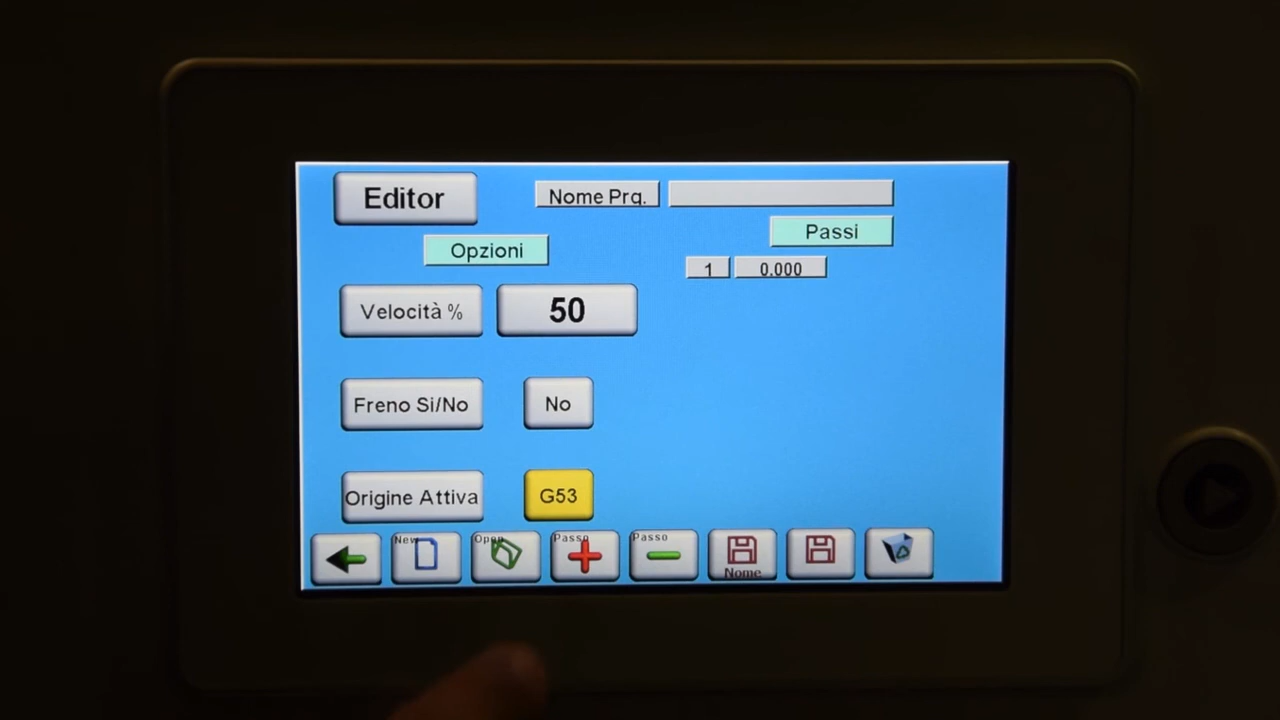 Editor
Nome Prg.
Passi
Opzioni
1 0.000
Velocità % 50
Freno Si/No No
Origine Attiva G53
New Open Passo Passo
Nome